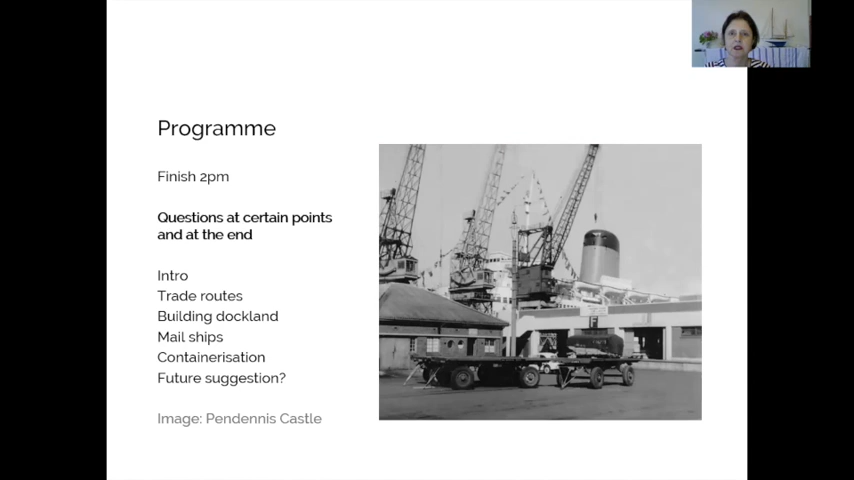 Programme
Finish 2pm
Questions at certain points
and at the end
Intro
Trade routes
Building dockland
Mail ships
Containerisation
Future suggestion?
Image: Pendennis Castle
F